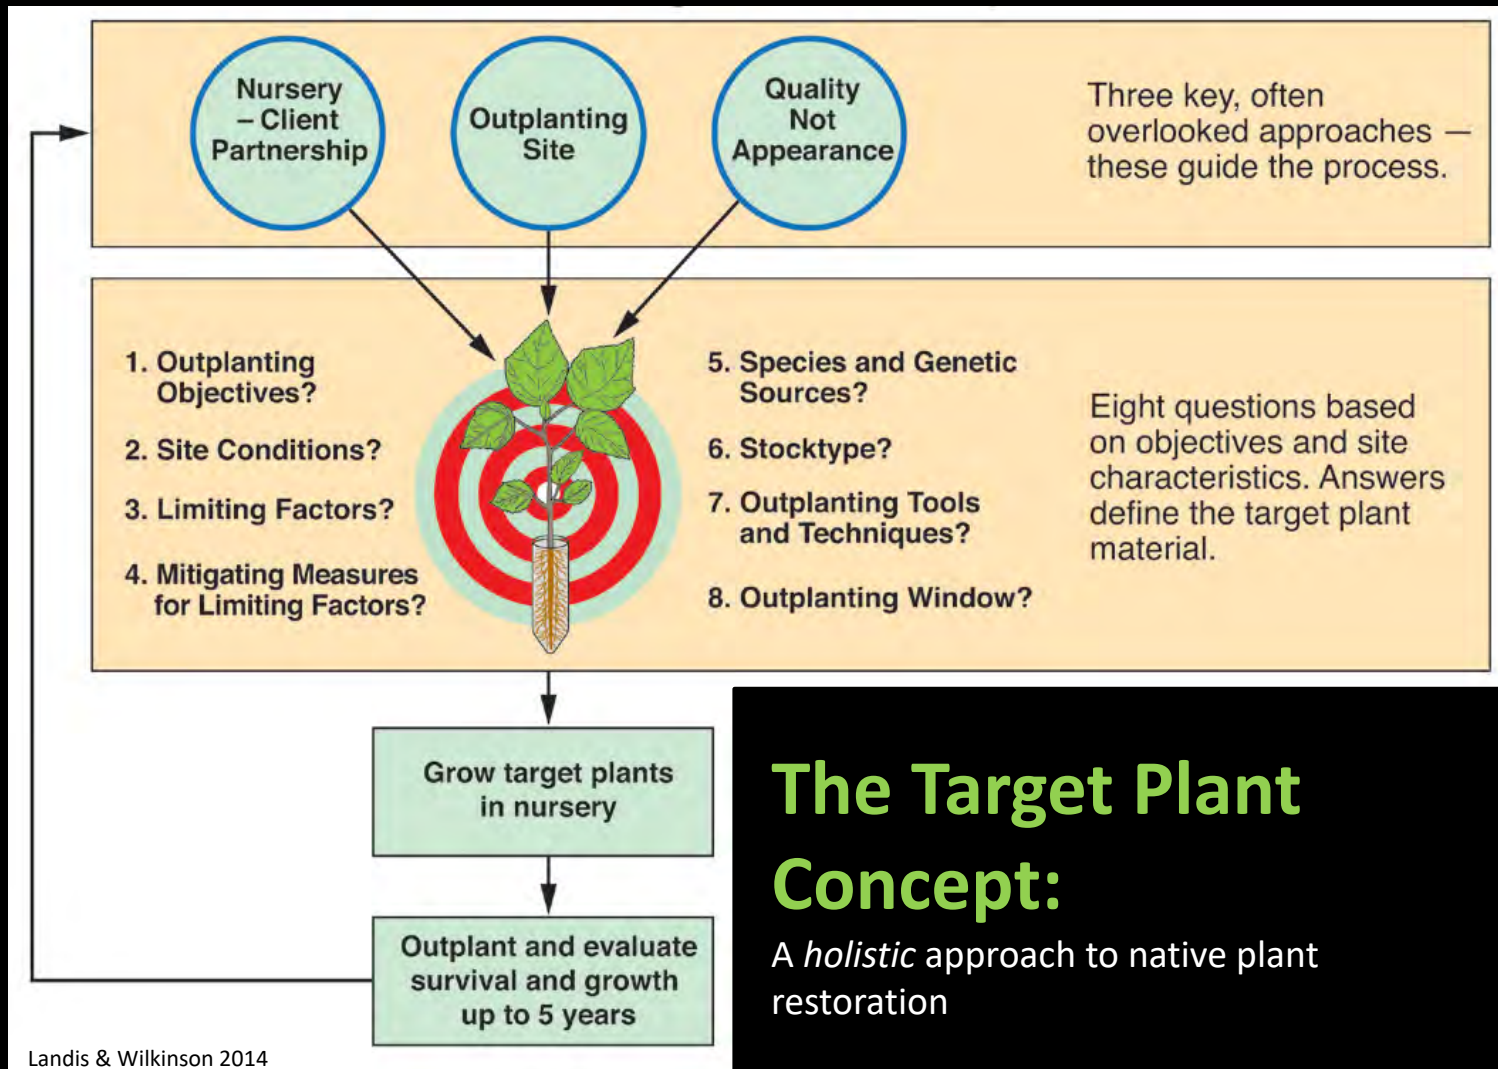 Nursery
– Client
Partnership
Outplanting
Site
Quality
Not
Appearance
Three key, often
overlooked approaches —
these guide the process.
1. Outplanting
Objectives?
2. Site Conditions?
3. Limiting Factors?
4. Mitigating Measures
for Limiting Factors?
5. Species and Genetic
Sources?
6. Stocktype?
7. Outplanting Tools
and Techniques?
8. Outplanting Window?
Eight questions based
on objectives and site
characteristics. Answers
define the target plant
material.
Grow target plants
in nursery
Outplant and evaluate
survival and growth
up to 5 years
The Target Plant
Concept:
A holistic approach to native plant
restoration
Landis & Wilkinson 2014